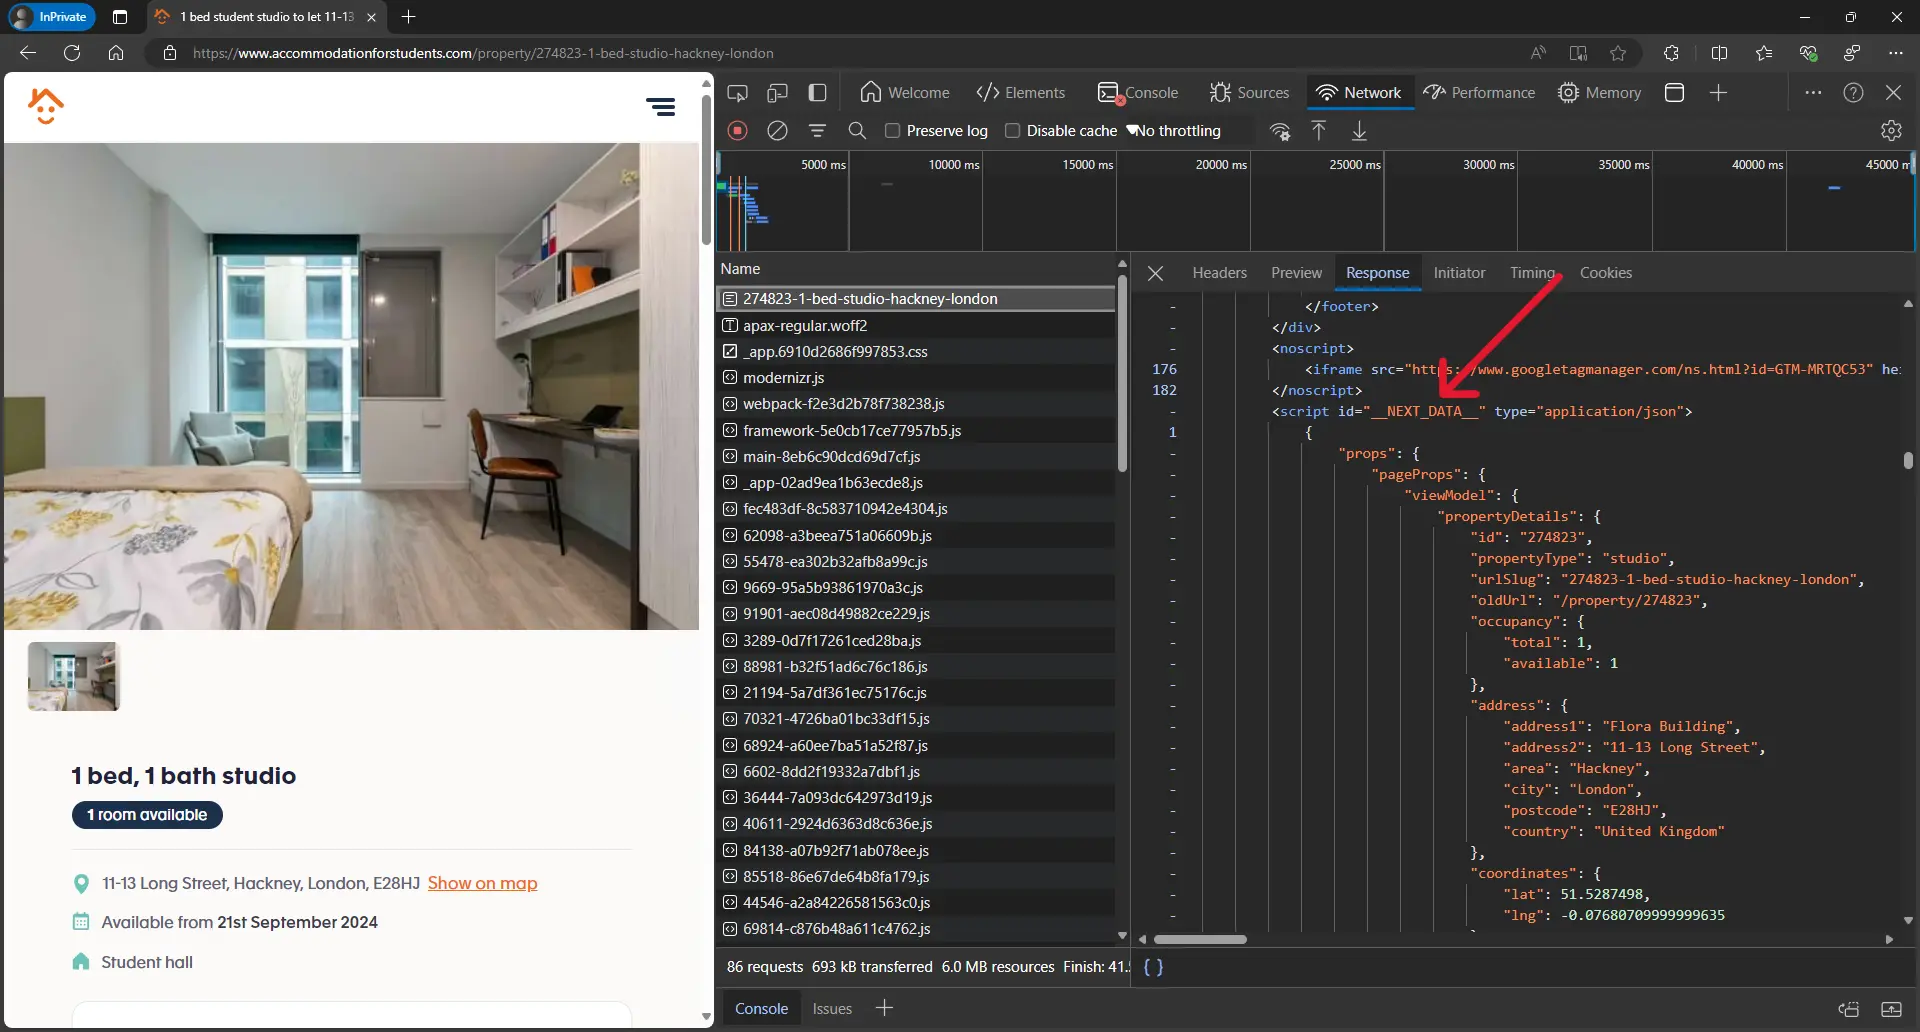 InPrivate
1 bed student studio to let 11-13
https://www.accommodationforstudents.com/property/274823-1-bed-studio-hackney-london
Welcome
Elements
Console
Sources
Network
Performance
Memory
Preserve log
Disable cache
No throttling
5000 ms
10000 ms
15000 ms
20000 ms
25000 ms
30000 ms
35000 ms
40000 ms
45000 m
Name
274823-1-bed-studio-hackney-london
apax-regular.woff2
_app.6910d2686f997853.css
modernizr.js
webpack-f2e3d2b78f738238.js
framework-5e0cb17ce77957b5.js
main-8eb6c90dcd69d7cf.js
_app-02ad9ea1b63ecde8.js
fec483df-8c583710942e4304.js
62098-a3beea751a06609b.js
55478-ea302b32afb8a99c.js
9669-95a5b93861970a3c.js
91901-aec08d49882ce229.js
3289-0d7f17261ced28ba.js
88981-b32f51ad6c76c186.js
21194-5a7df361ec75176c.js
70321-4726ba01bc33df15.js
68924-a60ee7ba51a52f87.js
6602-8dd2f19332a7dbf1.js
36444-7a093dc642973d19.js
40611-2924d6363d8c636e.js
84138-a07b92f71ab078ee.js
85518-86e67de64b8fa179.js
44546-a2a84226581563c0.js
69814-c876b48a611c4762.js
86 requests 693 kB transferred 6.0 MB resources Finish: 41.
Headers
Preview
Response
Initiator
Timing
Cookies
- </footer>
- </div>
- <noscript>
176 <iframe src="https://www.googletagmanager.com/ns.html?id=GTM-MRTQC53" hei
182 </noscript>
- <script id="__NEXT_DATA__" type="application/json">
1 {
- "props": {
- "pageProps": {
- "viewModel": {
- "propertyDetails": {
- "id": "274823",
- "propertyType": "studio",
- "urlSlug": "274823-1-bed-studio-hackney-london",
- "oldUrl": "/property/274823",
- "occupancy": {
- "total": 1,
- "available": 1
- },
- "address": {
- "address1": "Flora Building",
- "address2": "11-13 Long Street",
- "area": "Hackney",
- "city": "London",
- "postcode": "E28HJ",
- "country": "United Kingdom"
- },
- "coordinates": {
- "lat": 51.5287498,
- "lng": -0.07680709999999635
{ }
Console
Issues
1 bed, 1 bath studio
1 room available
11-13 Long Street, Hackney, London, E28HJ Show on map
Available from 21st September 2024
Student hall